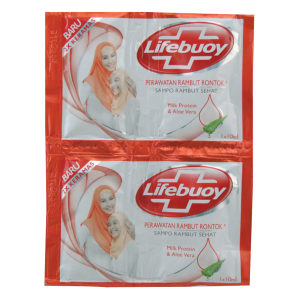 BARU
Lifebuoy
PERAWATAN RAMBUT RONTOK
SAMPO RAMBUT SEHAT
Milk Protein
& Aloe Vera
BARU
Lifebuoy
PERAWATAN RAMBUT RONTOK
SAMPO RAMBUT SEHAT
Milk Protein
& Aloe Vera